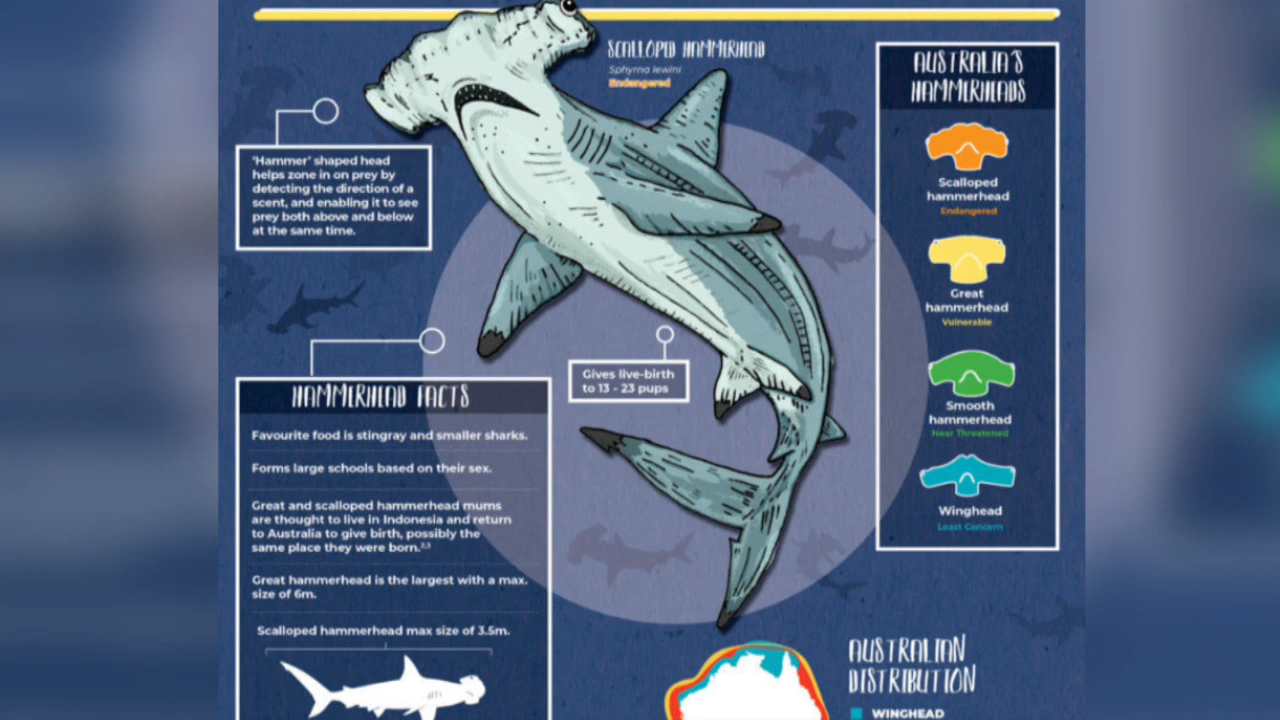 SCALLOPED HAMMERHEAD
Sphyrna lewini
Endangered
'Hammer' shaped head
helps zone in on prey by
detecting the direction of a
scent, and enabling it to see
prey both above and below
at the same time.
Gives live-birth
to 13 - 23 pups
HAMMERHEAD FACTS
Favourite food is stingray and smaller sharks.
Forms large schools based on their sex.
Great and scalloped hammerhead mums
are thought to live in Indonesia and return
to Australia to give birth, possibly the
same place they were born.²,³
Great hammerhead is the largest with a max.
size of 6m.
Scalloped hammerhead max size of 3.5m.
AUSTRALIA'S
HAMMERHEADS
Scalloped
hammerhead
Endangered
Great
hammerhead
Vulnerable
Smooth
hammerhead
Near Threatened
Winghead
Least Concern
AUSTRALIAN
DISTRIBUTION
WINGHEAD